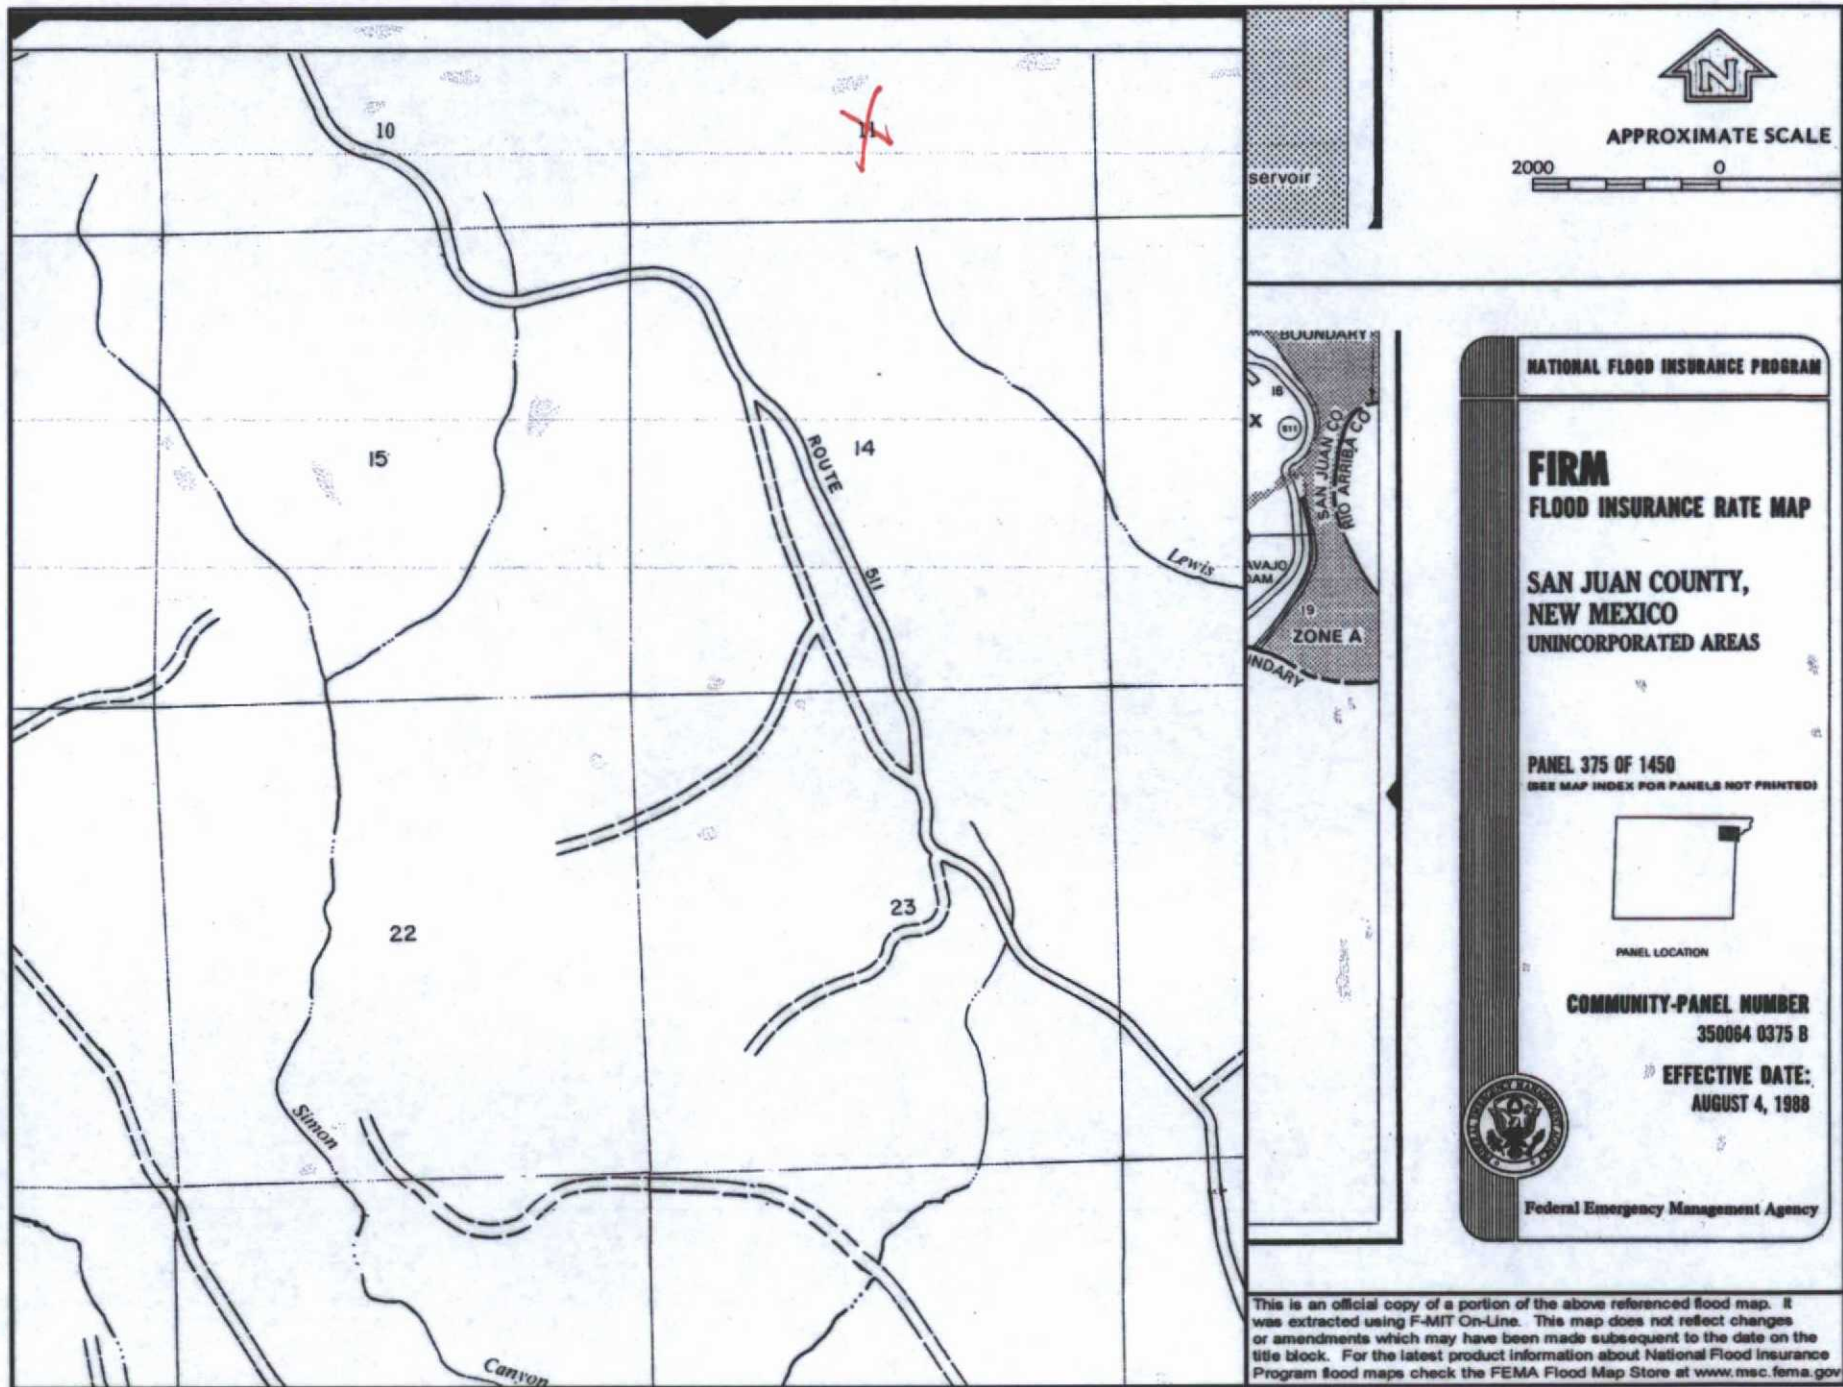 10
11
15
14
ROUTE
511
Lewis
22
23
Simon
Canyon
servoir
BOUNDARY
16
X
511
SAN JUAN CO
RIO ARRIBA CO
AVAJO
DAM
19
ZONE A
INDARY
N
APPROXIMATE SCALE
2000 0
NATIONAL FLOOD INSURANCE PROGRAM
FIRM
FLOOD INSURANCE RATE MAP
SAN JUAN COUNTY,
NEW MEXICO
UNINCORPORATED AREAS
PANEL 375 OF 1450
(SEE MAP INDEX FOR PANELS NOT PRINTED)
PANEL LOCATION
COMMUNITY-PANEL NUMBER
350064 0375 B
EFFECTIVE DATE:
AUGUST 4, 1988
Federal Emergency Management Agency
This is an official copy of a portion of the above referenced flood map. It
was extracted using F-MIT On-Line. This map does not reflect changes
or amendments which may have been made subsequent to the date on the
title block. For the latest product information about National Flood Insurance
Program flood maps check the FEMA Flood Map Store at www.msc.fema.gov